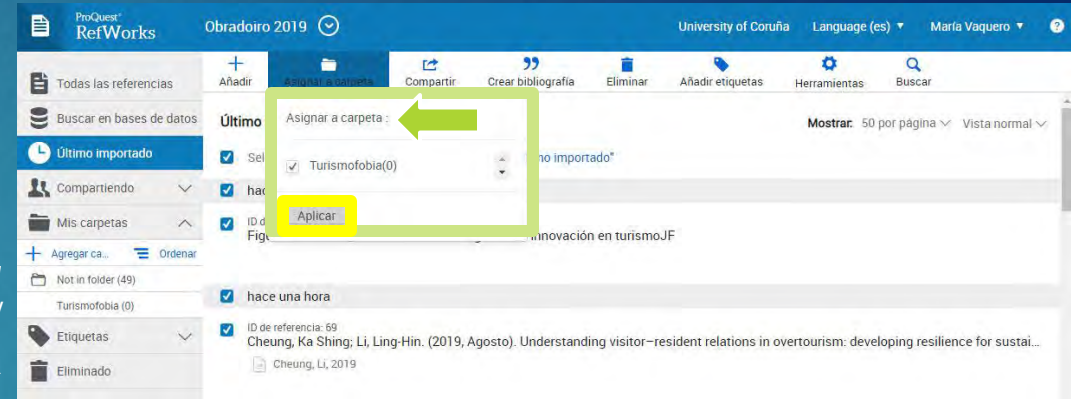 ProQuest®
RefWorks
Obradoiro 2019
University of Coruña Language (es) María Vaquero ?
Añadir Asignar a carpeta Compartir Crear bibliografía Eliminar Añadir etiquetas Herramientas Buscar
Todas las referencias
Buscar en bases de datos
Último importado
Compartiendo
Mis carpetas
Agregar ca... Ordenar
Not in folder (49)
Turismofobia (0)
Etiquetas
Eliminado
Último
Mostrar: 50 por página Vista normal
Asignar a carpeta :
Turismofobia(0)
Aplicar
Sel
importado"
ID d
innovación en turismoJF
hace una hora
ID de referencia: 69
Cheung, Ka Shing; Li, Ling-Hin. (2019, Agosto). Understanding visitor–resident relations in overtourism: developing resilience for sustai...
Cheung, Li, 2019